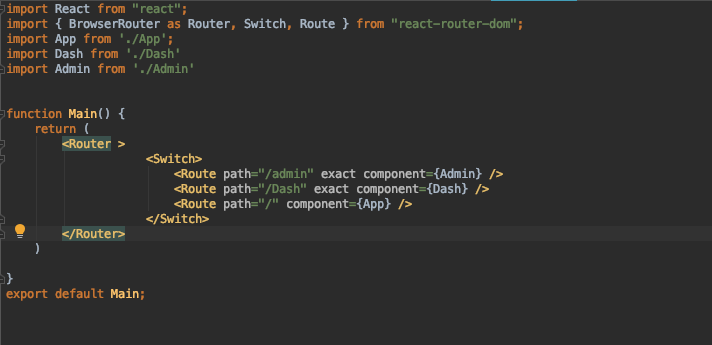 import React from "react";
import { BrowserRouter as Router, Switch, Route } from "react-router-dom";
import App from './App';
import Dash from './Dash'
import Admin from './Admin'
function Main() {
return (
<Router >
<Switch>
<Route path="/admin" exact component={Admin} />
<Route path="/Dash" exact component={Dash} />
<Route path="/" component={App} />
</Switch>
</Router>
)
}
export default Main;